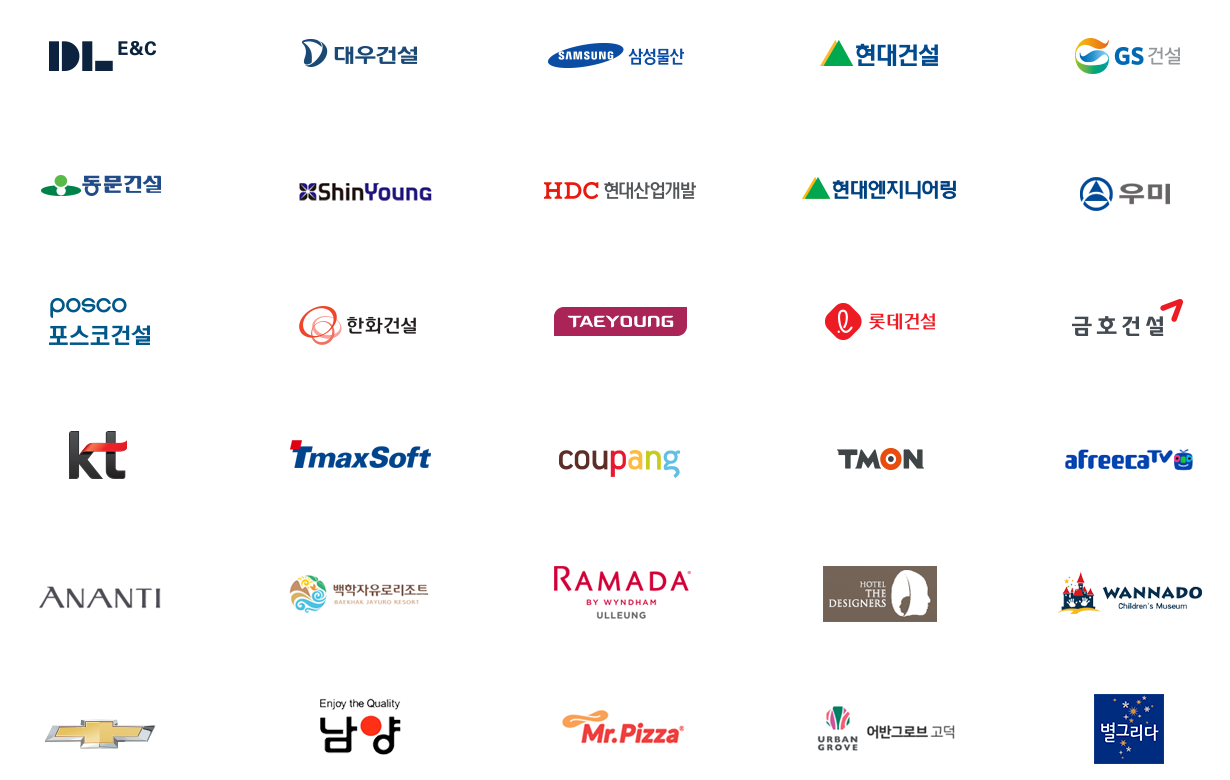 DL E&C
대우건설
SAMSUNG 삼성물산
현대건설
GS 건설
동문건설
ShinYoung
HDC 현대산업개발
현대엔지니어링
우미
posco
포스코건설
한화건설
TAEYOUNG
롯데건설
금호건설
kt
TmaxSoft
coupang
TMON
afreecaTV
ANANTI
백학자유로리조트
BAEKHAK JAYURO RESORT
RAMADA®
BY WYNDHAM
ULLEUNG
HOTEL
THE
DESIGNERS
WANNADO
Children's Museum
Enjoy the Quality
남양
Mr.Pizza®
URBAN
GROVE
어반그로브 고덕
별그리다